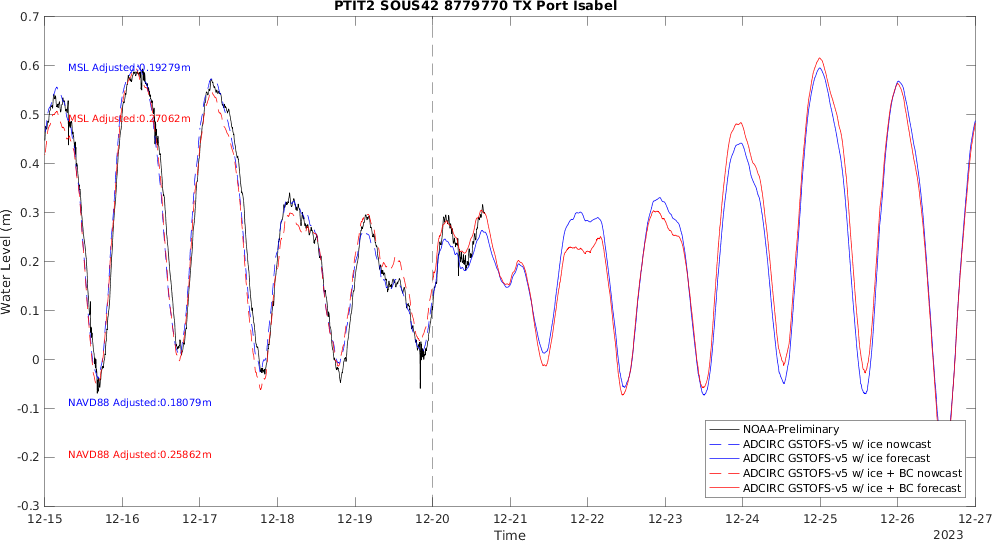 PTIT2 SOUS42 8779770 TX Port Isabel
0.7
0.6
0.5
0.4
0.3
0.2
0.1
0
-0.1
-0.2
-0.3
Water Level (m)
MSL Adjusted:0.19279m
MSL Adjusted:0.27062m
NAVD88 Adjusted:0.18079m
NAVD88 Adjusted:0.25862m
NOAA-Preliminary
ADCIRC GSTOFS-v5 w/ ice nowcast
ADCIRC GSTOFS-v5 w/ ice forecast
ADCIRC GSTOFS-v5 w/ ice + BC nowcast
ADCIRC GSTOFS-v5 w/ ice + BC forecast
12-15 12-16 12-17 12-18 12-19 12-20 12-21 12-22 12-23 12-24 12-25 12-26 12-27
Time
2023